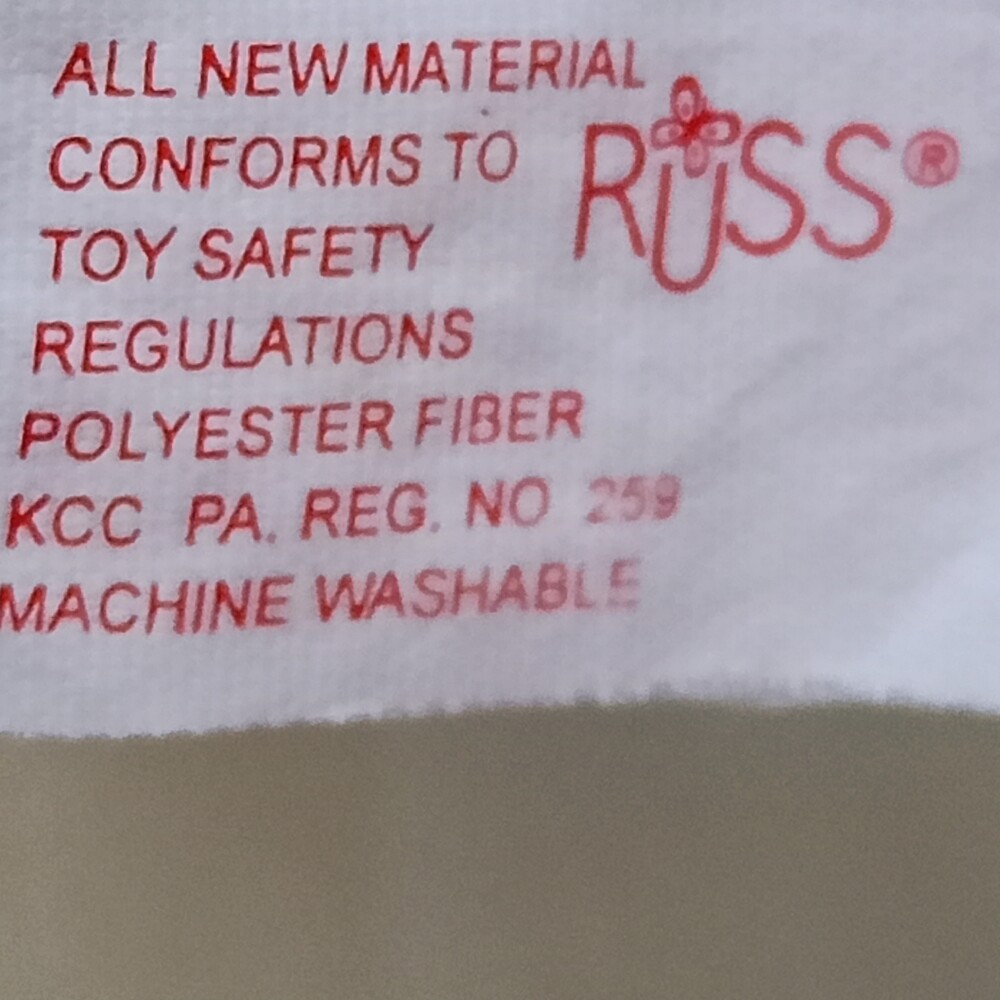 ALL NEW MATERIAL
CONFORMS TO
TOY SAFETY
REGULATIONS
POLYESTER FIBER
KCC PA. REG. NO 259
MACHINE WASHABLE
RUSS®